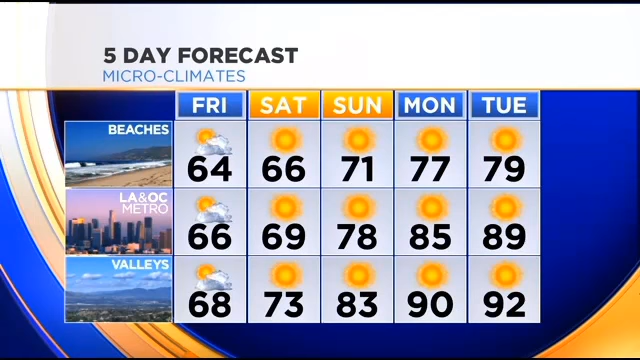 5 DAY FORECAST
MICRO-CLIMATES
FRI SAT SUN MON TUE
BEACHES
64 66 71 77 79
LA&OC
METRO
66 69 78 85 89
VALLEYS
68 73 83 90 92